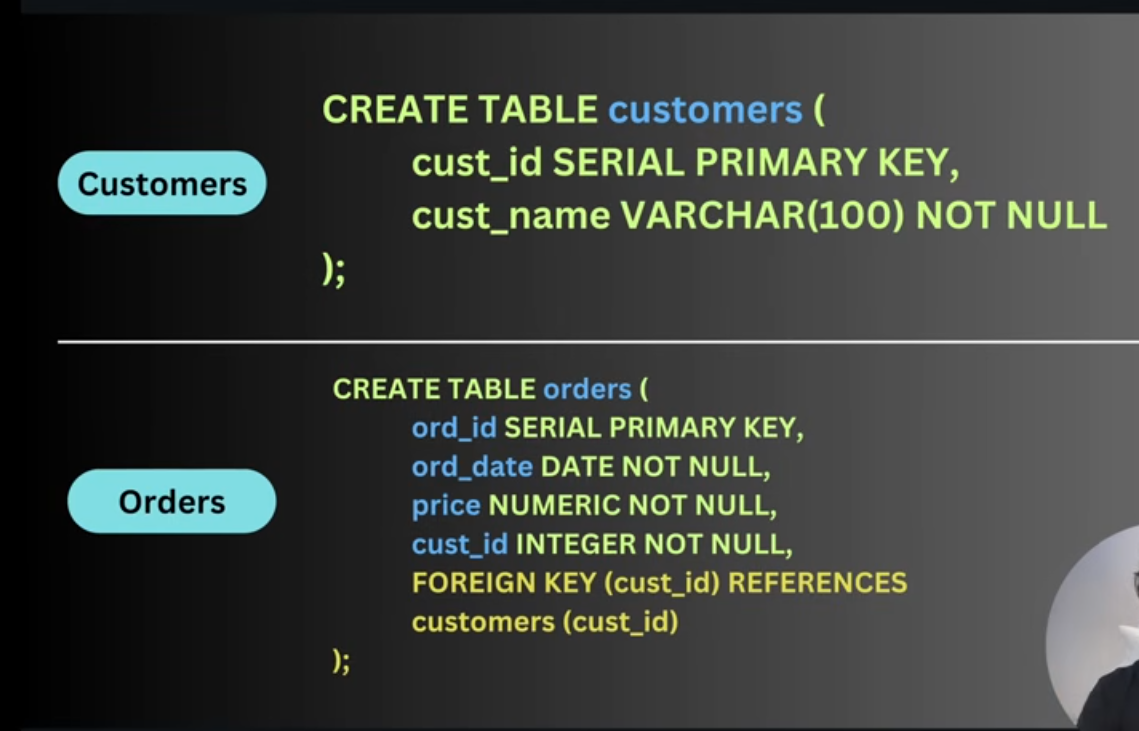 Customers
CREATE TABLE customers (
cust_id SERIAL PRIMARY KEY,
cust_name VARCHAR(100) NOT NULL
);
Orders
CREATE TABLE orders (
ord_id SERIAL PRIMARY KEY,
ord_date DATE NOT NULL,
price NUMERIC NOT NULL,
cust_id INTEGER NOT NULL,
FOREIGN KEY (cust_id) REFERENCES
customers (cust_id)
);